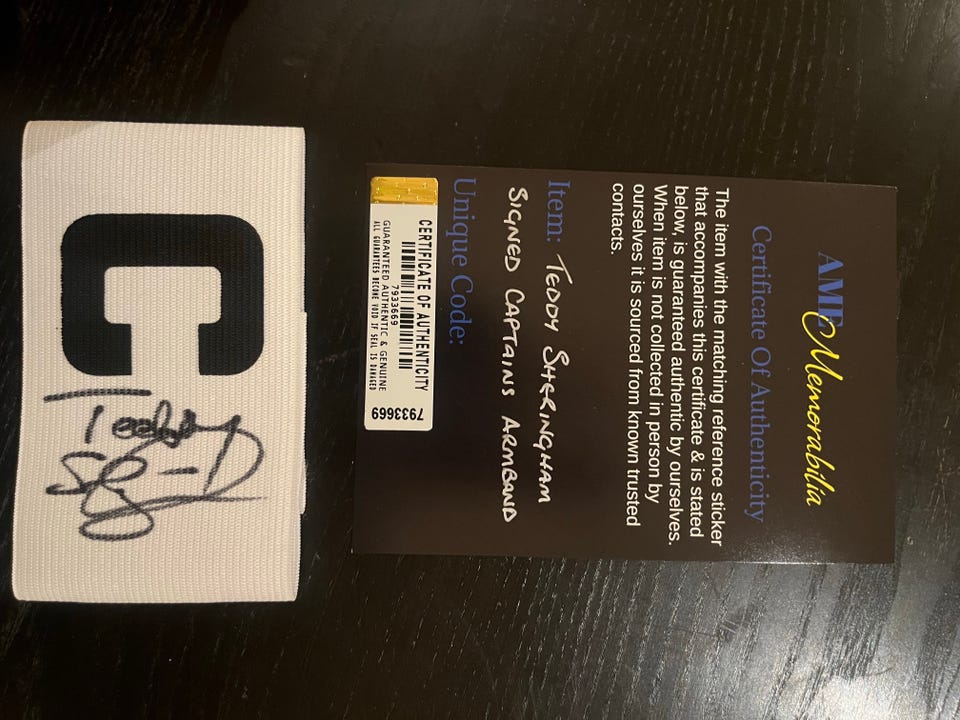 C
Teddy
AME Memorabilia
Certificate Of Authenticity
The item with the matching reference sticker
that accompanies this certificate & is stated
below, is guaranteed authentic by ourselves.
When item is not collected in person by
ourselves it is sourced from known trusted
contacts.
Item: TEDDY SHERINGHAM
SIGNED CAPTAINS ARMBAND
Unique Code:
CERTIFICATE OF AUTHENTICITY
7933669
GUARANTEED AUTHENTIC & GENUINE
ALL GUARANTEES BECOME VOID IF SEAL IS DAMAGED
7933669